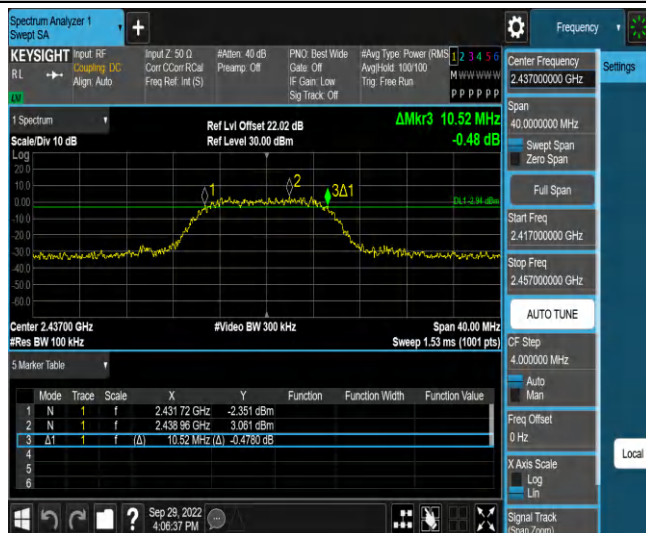 Spectrum Analyzer 1
Swept SA
+
Frequency
KEYSIGHT
RL
Input: RF
Coupling: DC
Align: Auto
Input Z: 50 Ω
Corr CCorr RCal
Freq Ref: Int (S)
#Atten: 40 dB
Preamp: Off
PNO: Best Wide
Gate: Off
IF Gain: Low
Sig Track: Off
#Avg Type: Power (RMS
Avg|Hold: 100/100
Trig: Free Run
1 2 3 4 5 6
M W W W W W
P P P P P P
Center Frequency
2.437000000 GHz
Settings
Span
40.0000000 MHz
Swept Span
Zero Span
Full Span
Start Freq
2.417000000 GHz
Stop Freq
2.457000000 GHz
AUTO TUNE
CF Step
4.000000 MHz
Auto
Man
Freq Offset
0 Hz
X Axis Scale
Log
Lin
Signal Track
(Span Zoom)
Local
1 Spectrum
Scale/Div 10 dB
Ref Lvl Offset 22.02 dB
Ref Level 30.00 dBm
ΔMkr3 10.52 MHz
-0.48 dB
Log
20.0
10.0
0.00
-10.0
-20.0
-30.0
-40.0
-50.0
-60.0
1
2
3Δ1
DL1 -2.94 dBm
Center 2.43700 GHz
#Video BW 300 kHz
Span 40.00 MHz
#Res BW 100 kHz
Sweep 1.53 ms (1001 pts)
5 Marker Table
Mode Trace Scale X Y Function Function Width Function Value
1 N 1 f 2.431 72 GHz -2.351 dBm
2 N 1 f 2.438 96 GHz 3.061 dBm
3 Δ1 1 f (Δ) 10.52 MHz (Δ) -0.4780 dB
4
5
6
?
Sep 29, 2022
4:06:37 PM